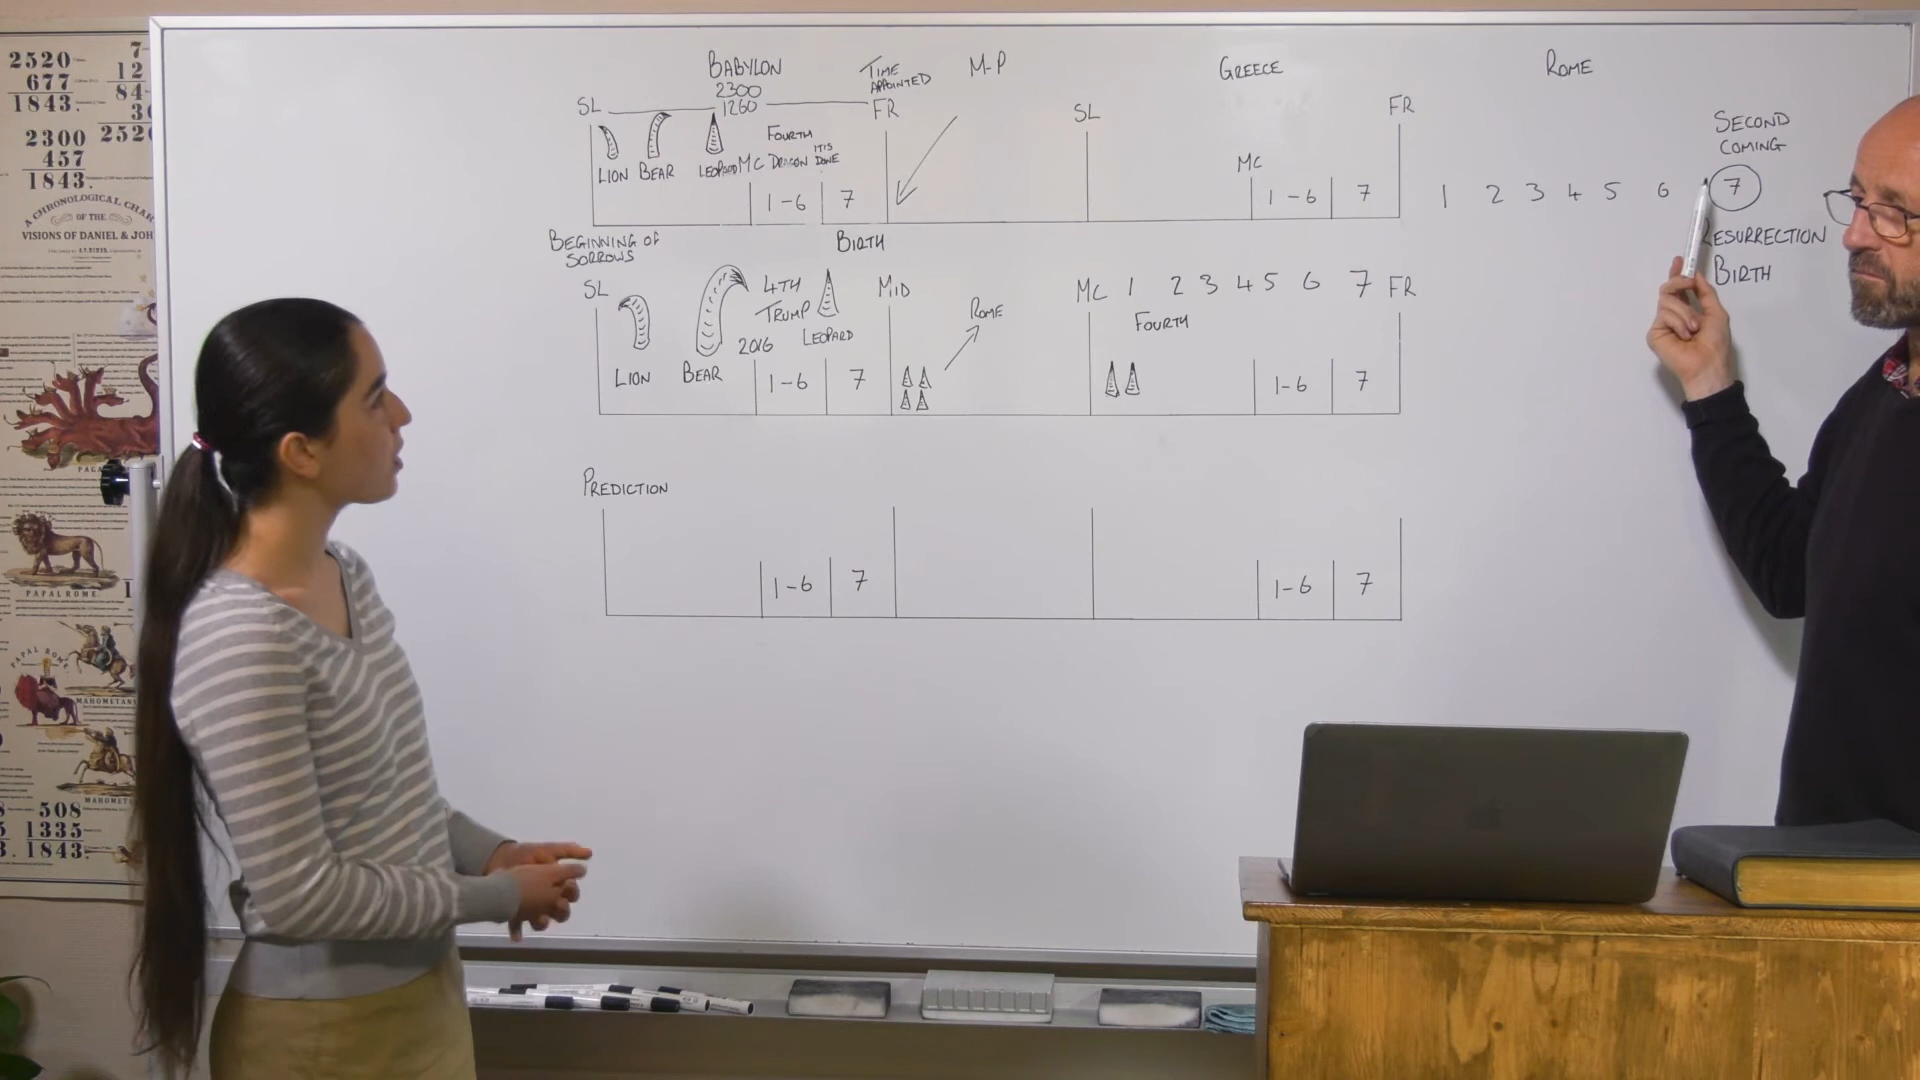 2520
677
1843.
7
12
84
2520
2300
457
1843.
A CHRONOLOGICAL CHAR
OF THE
VISIONS OF DANIEL & JOH
PAPAL ROME
PAPAL ROME
MAHOMETAN
MAHOMETA
508
1335
1843.
BABYLON
2300
1260
TIME
APPOINTED
M-P
GREECE
ROME
SL
FR
SL
FR
SECOND
COMING
FOURTH
IT IS
LION BEAR LEOPARD MC DRAGON DONE
MC
1-6 7
1-6 7
1 2 3 4 5 6 7
BEGINNING OF
SORROWS
BIRTH
RESURRECTION
BIRTH
SL
4TH
TRUMP
2016
LEOPARD
MID
ROME
MC 1 2 3 4 5 6 7 FR
FOURTH
LION BEAR 1-6 7
1-6 7
PREDICTION
1-6 7
1-6 7